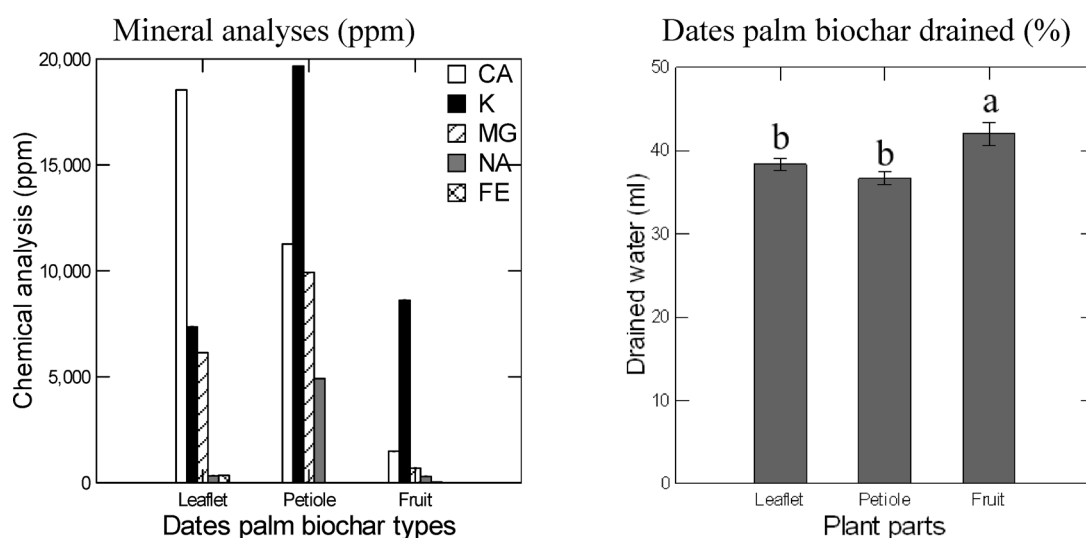 Mineral analyses (ppm)
20,000
15,000
10,000
5,000
0
Chemical analysis (ppm)
CA
K
MG
NA
FE
Leaflet Petiole Fruit
Dates palm biochar types
Dates palm biochar drained (%)
50
40
30
20
10
0
Drained water (ml)
b b a
Leaflet Petiole Fruit
Plant parts